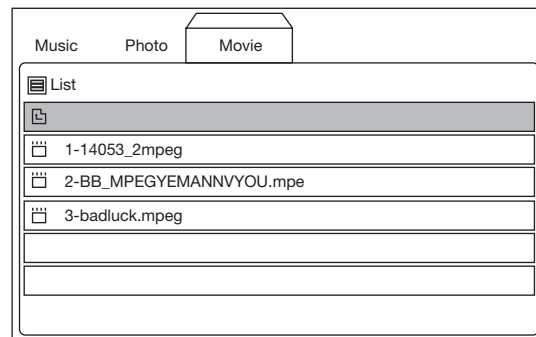 Music Photo Movie
List
1-14053_2mpeg
2-BB_MPEGYEMANNVYOU.mpe
3-badluck.mpeg